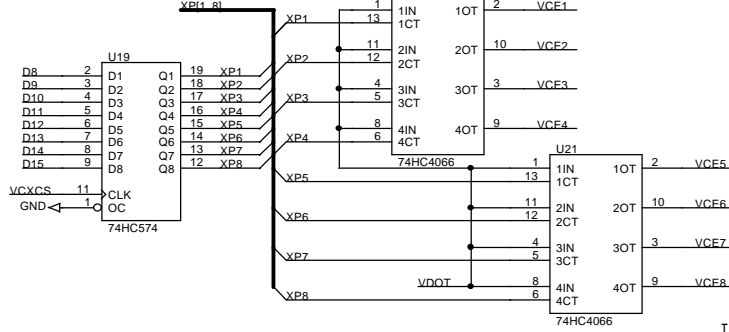 XP[1..8]
U19
D8 2 D1 Q1 19 XP1
D9 3 D2 Q2 18 XP2
D10 4 D3 Q3 17 XP3
D11 5 D4 Q4 16 XP4
D12 6 D5 Q5 15 XP5
D13 7 D6 Q6 14 XP6
D14 8 D7 Q7 13 XP7
D15 9 D8 Q8 12 XP8
VCXCS 11 CLK
GND 1 OC
74HC574
1 1IN 1OT 2 VCE1
XP1 13 1CT
11 2IN 2OT 10 VCE2
XP2 12 2CT
4 3IN 3OT 3 VCE3
XP3 5 3CT
8 4IN 4OT 9 VCE4
XP4 6 4CT
74HC4066
U21
1 1IN 1OT 2 VCE5
XP5 13 1CT
11 2IN 2OT 10 VCE6
XP6 12 2CT
4 3IN 3OT 3 VCE7
XP7 5 3CT
VDOT 8 4IN 4OT 9 VCE8
XP8 6 4CT
74HC4066